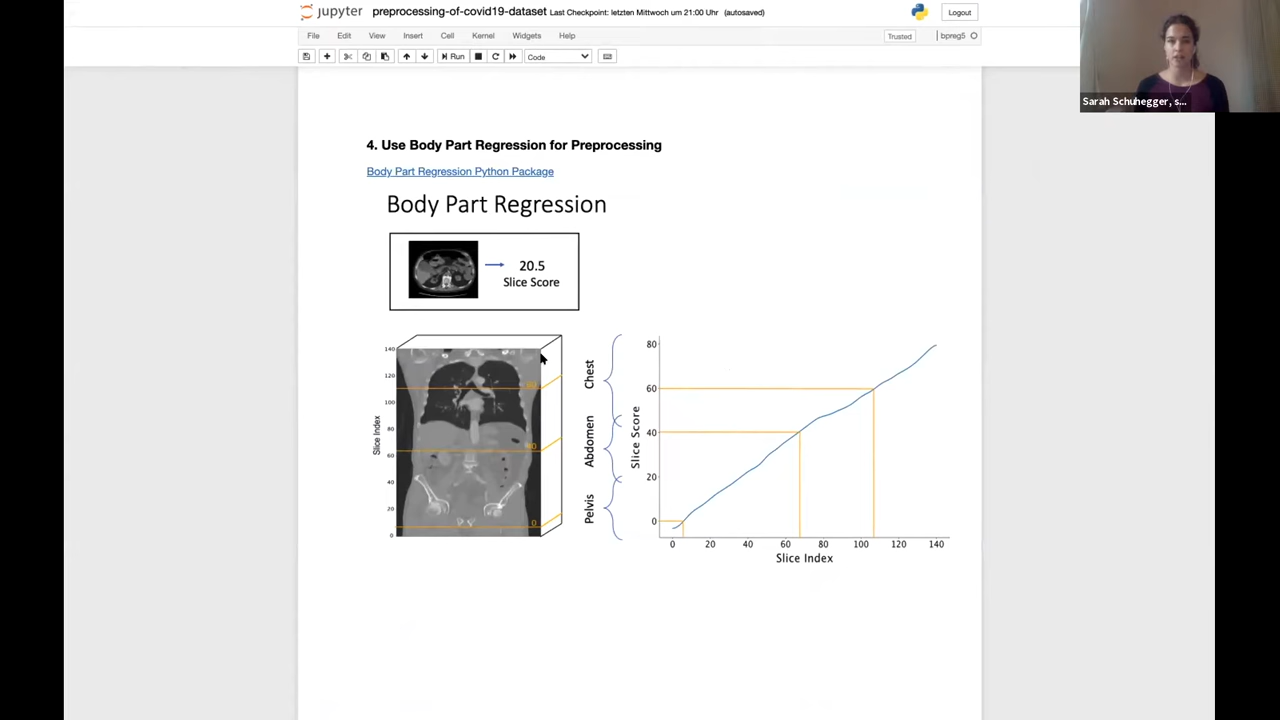 jupyter preprocessing-of-covid19-dataset Last Checkpoint: letzten Mittwoch um 21:00 Uhr (autosaved)
Logout
File Edit View Insert Cell Kernel Widgets Help
Trusted
bpreg5
Run
Code
Sarah Schuhegger, s...
4. Use Body Part Regression for Preprocessing
Body Part Regression Python Package
Body Part Regression
20.5
Slice Score
140
120
100
80
60
40
20
0
Slice Index
60
40
0
Chest
Abdomen
Pelvis
80
60
40
20
0
Slice Score
0 20 40 60 80 100 120 140
Slice Index